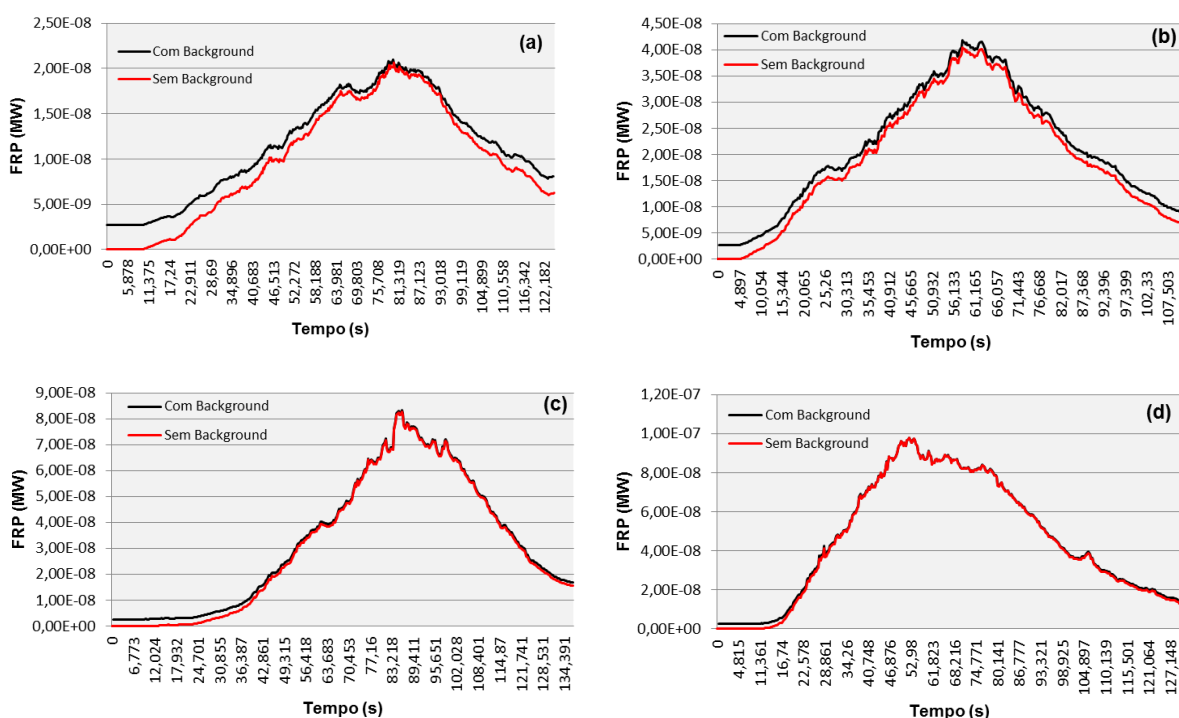 (a)
Com Background
Sem Background
FRP (MW)
2,50E-08
2,00E-08
1,50E-08
1,00E-08
5,00E-09
0,00E+00
0
5,878
11,375
17,24
22,911
28,69
34,896
40,683
46,513
52,272
58,188
63,981
69,803
75,708
81,319
87,123
93,018
99,119
104,899
110,558
116,342
122,182
Tempo (s)
(b)
Com Background
Sem Background
FRP (MW)
4,50E-08
4,00E-08
3,50E-08
3,00E-08
2,50E-08
2,00E-08
1,50E-08
1,00E-08
5,00E-09
0,00E+00
0
4,897
10,054
15,344
20,065
25,26
30,313
35,453
40,912
45,665
50,932
56,133
61,165
66,057
71,443
76,668
82,017
87,368
92,396
97,399
102,33
107,503
Tempo (s)
(c)
Com Background
Sem Background
FRP (MW)
9,00E-08
8,00E-08
7,00E-08
6,00E-08
5,00E-08
4,00E-08
3,00E-08
2,00E-08
1,00E-08
0,00E+00
0
6,773
12,024
17,932
24,701
30,855
36,387
42,861
49,315
56,418
63,683
70,453
77,16
83,218
89,411
95,651
102,028
108,401
114,87
121,741
128,531
134,391
Tempo (s)
(d)
Com Background
Sem Background
FRP (MW)
1,20E-07
1,00E-07
8,00E-08
6,00E-08
4,00E-08
2,00E-08
0,00E+00
0
4,815
11,361
16,74
22,578
28,861
34,26
40,748
46,876
52,98
61,823
68,216
74,771
80,141
86,777
93,321
98,925
104,897
110,139
115,501
121,064
127,148
Tempo (s)